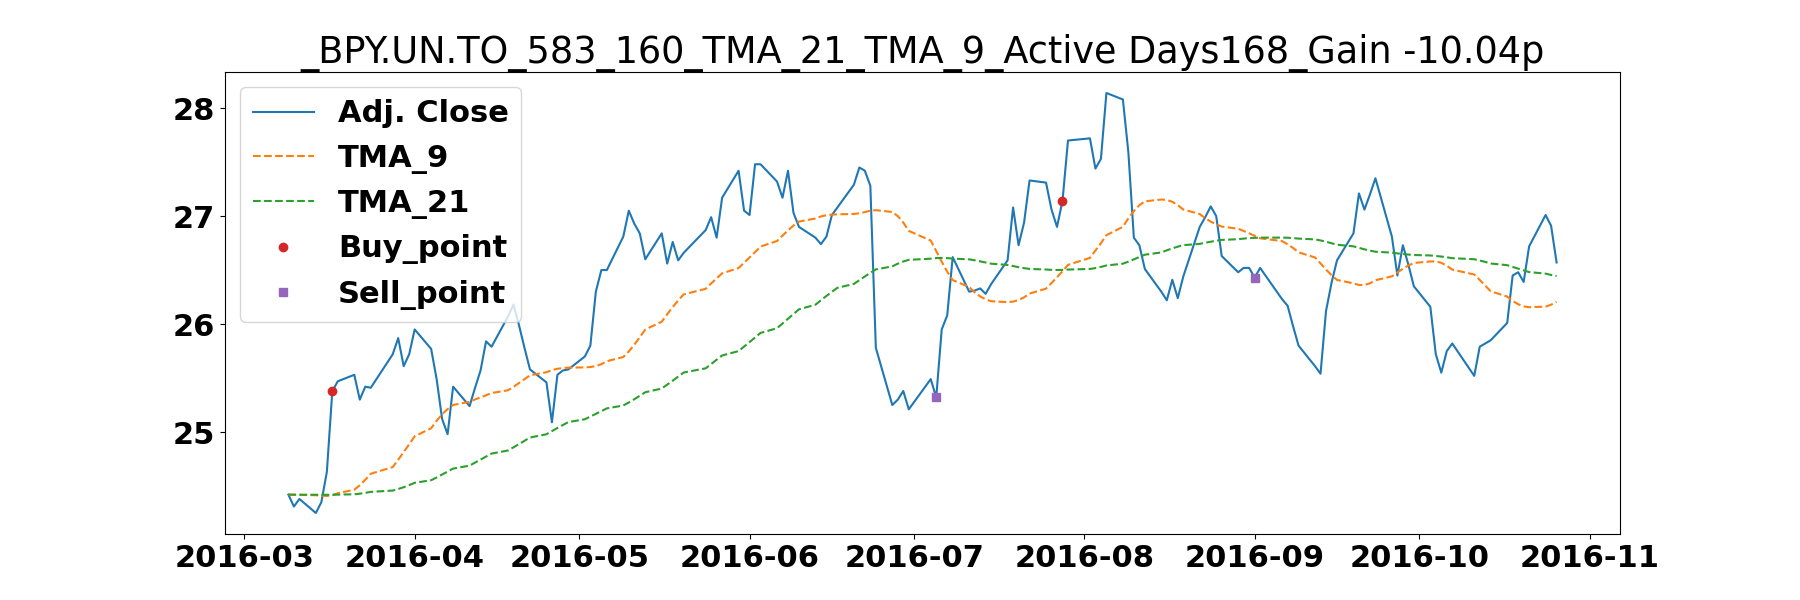 _BPY.UN.TO_583_160_TMA_21_TMA_9_Active Days168_Gain -10.04p
Adj. Close
TMA_9
TMA_21
Buy_point
Sell_point
28
27
26
25
2016-03 2016-04 2016-05 2016-06 2016-07 2016-08 2016-09 2016-10 2016-11